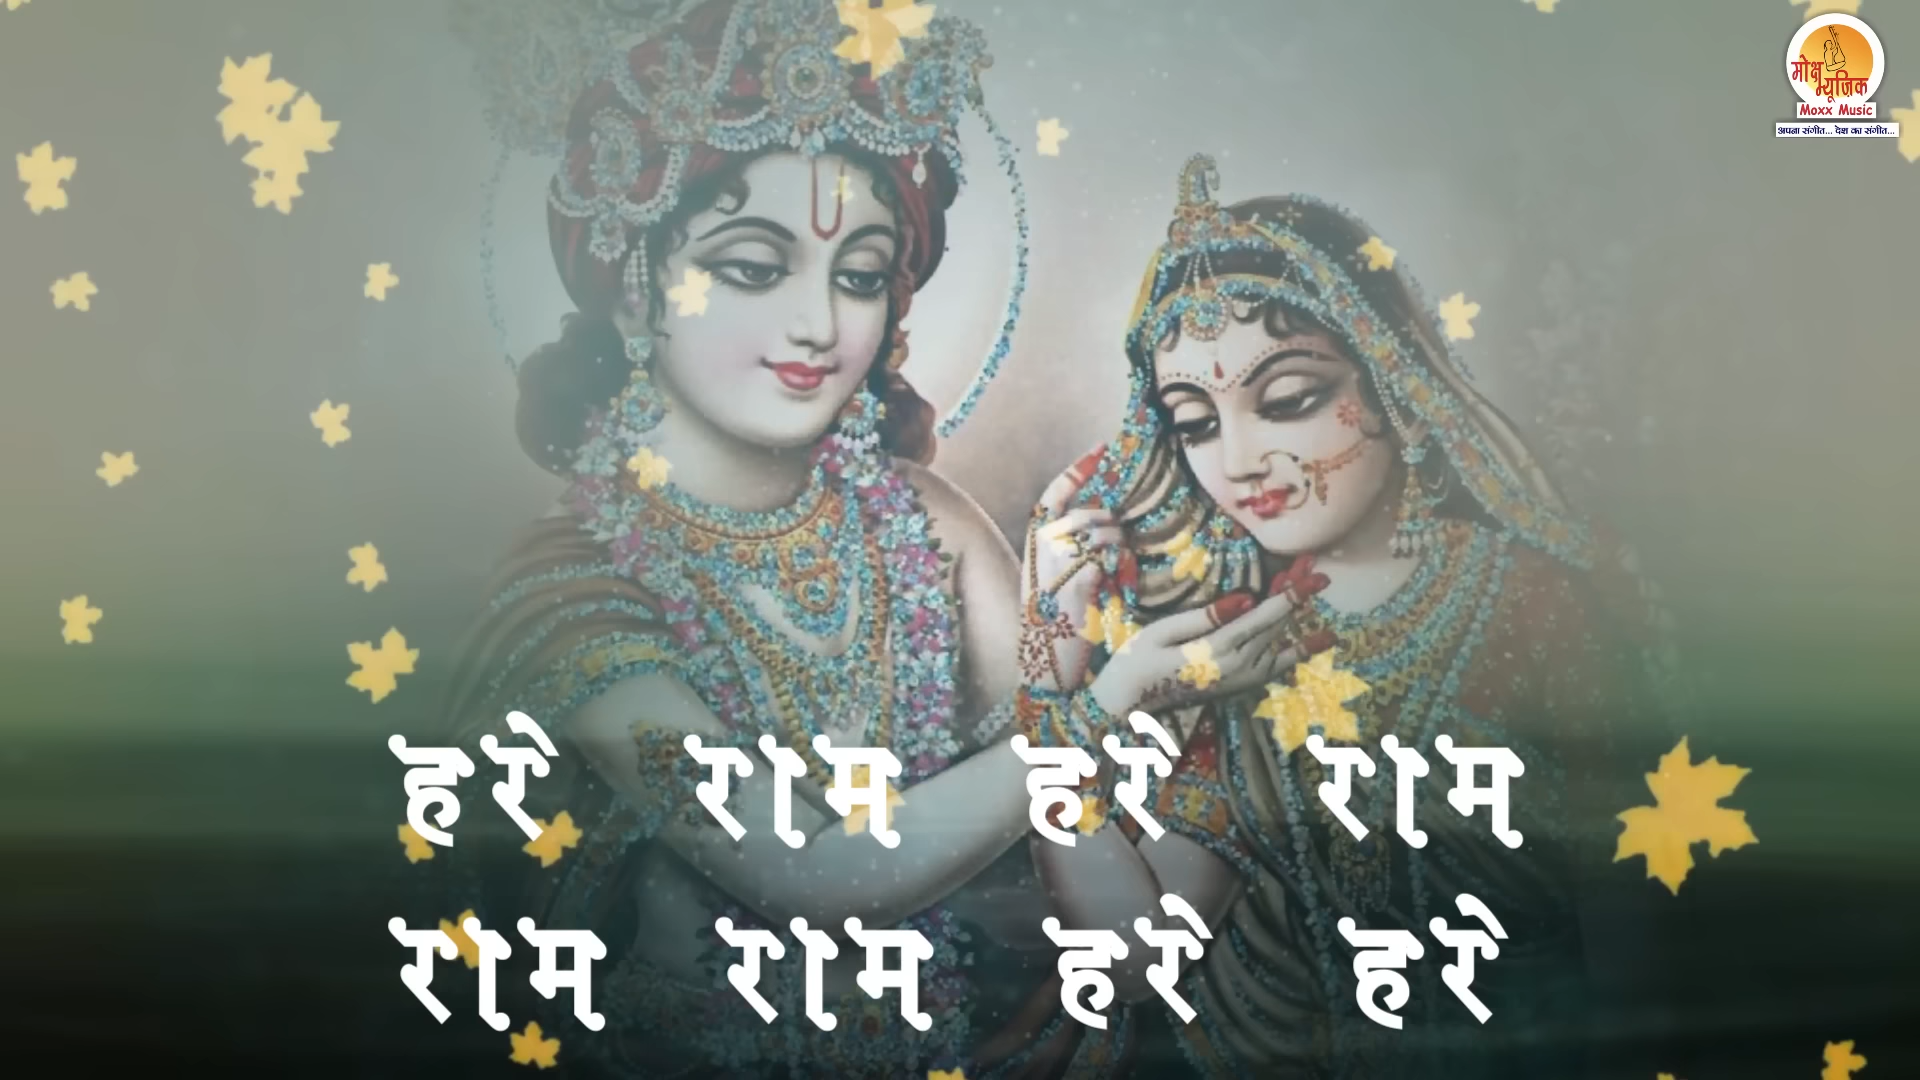 मोक्ष
म्यूज़िक
Moxx Music
अपना संगीत... देश का संगीत...
हरे राम हरे राम
राम राम हरे हरे